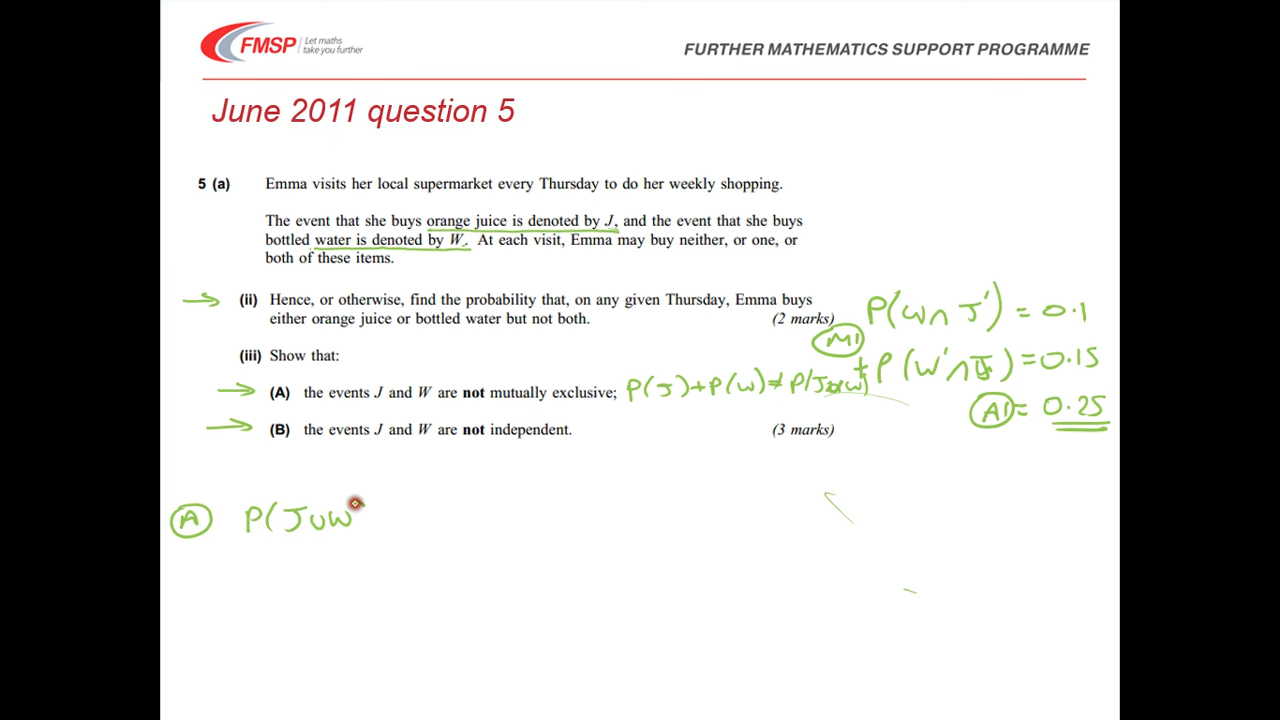 FMSP Let maths take you further
FURTHER MATHEMATICS SUPPORT PROGRAMME
June 2011 question 5
5 (a) Emma visits her local supermarket every Thursday to do her weekly shopping.
The event that she buys orange juice is denoted by J, and the event that she buys
bottled water is denoted by W. At each visit, Emma may buy neither, or one, or
both of these items.
(ii) Hence, or otherwise, find the probability that, on any given Thursday, Emma buys
either orange juice or bottled water but not both. (2 marks)
P(W∩J') = 0.1
M1
(iii) Show that:
+ P(W'∩J) = 0.15
(A) the events J and W are not mutually exclusive; P(J)+P(W)≠P(J∪W)
A1 = 0.25
(B) the events J and W are not independent. (3 marks)
A P(J∪W